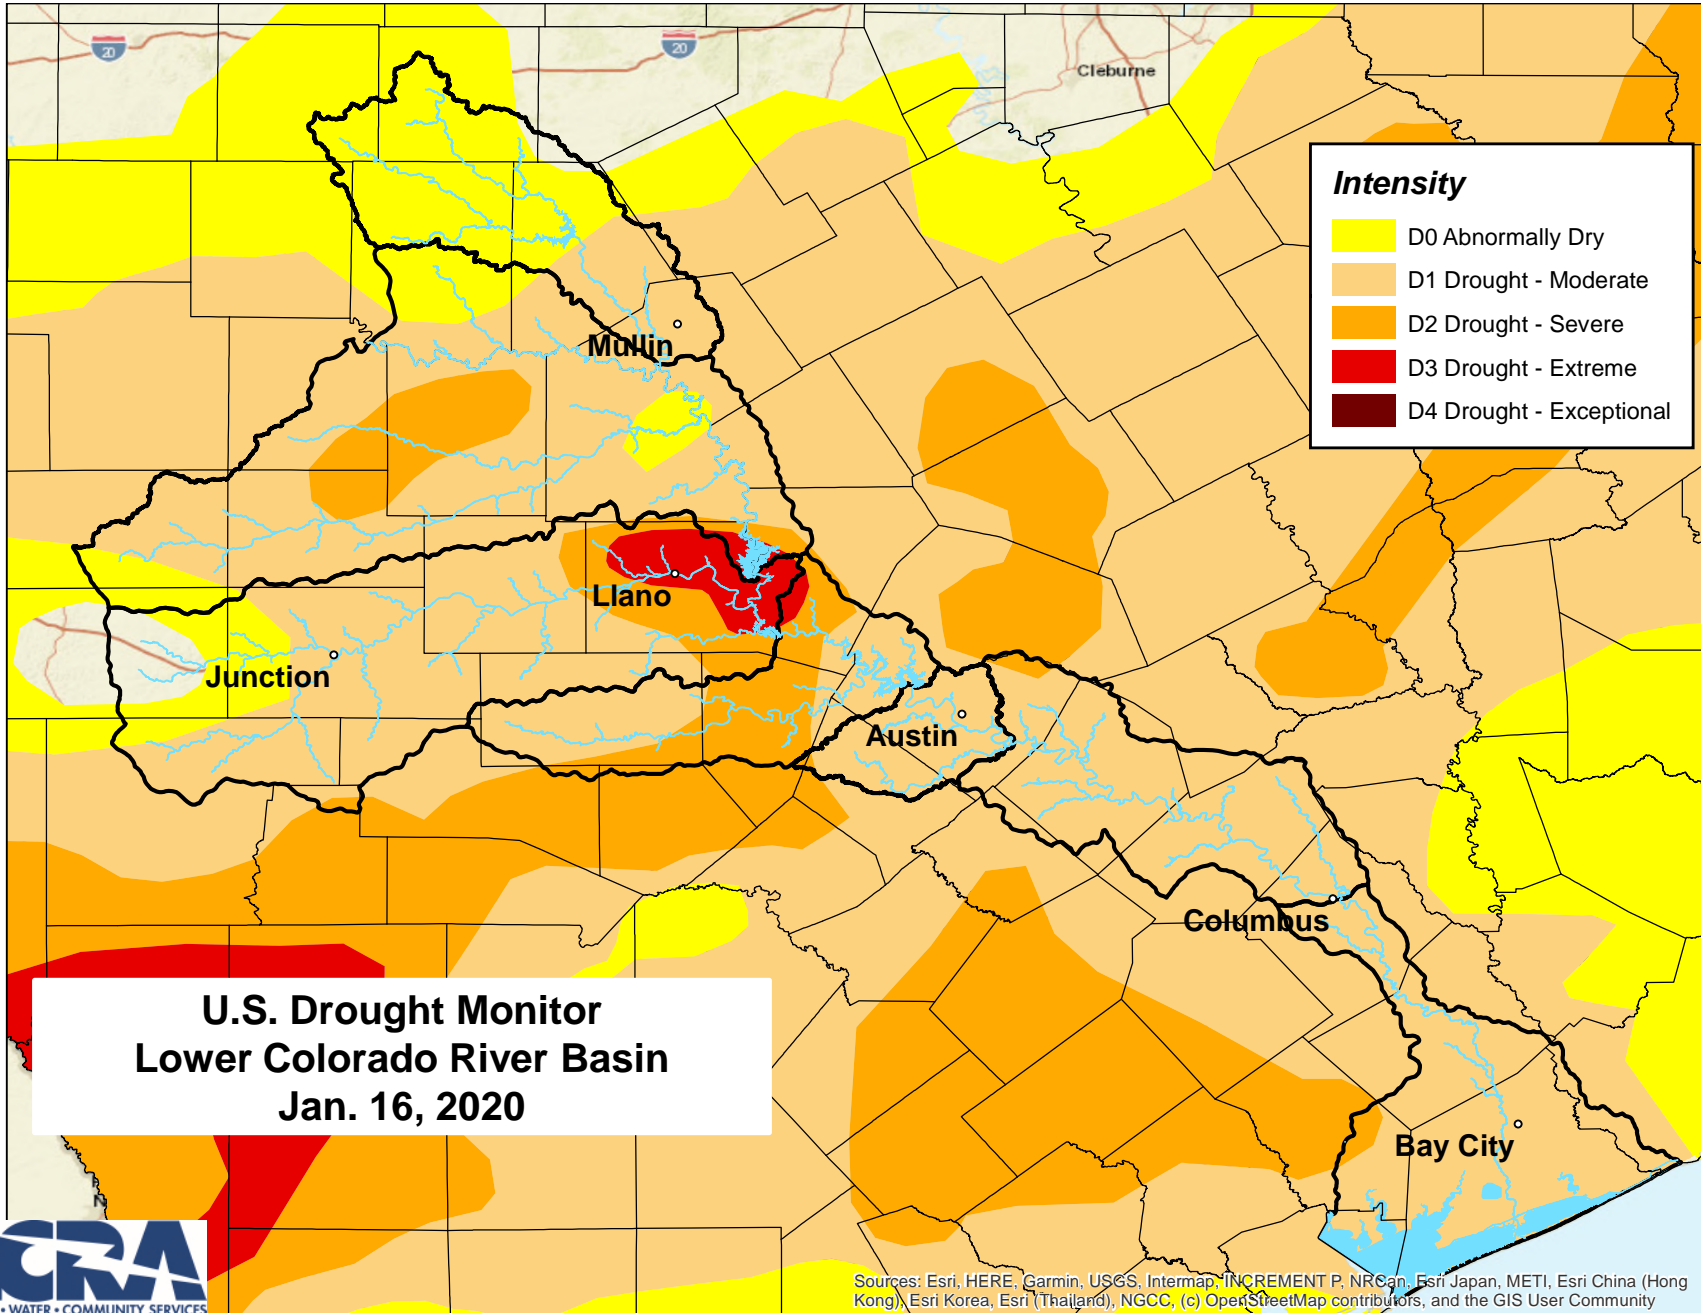 20
20
Cleburne
Intensity
D0 Abnormally Dry
D1 Drought - Moderate
D2 Drought - Severe
D3 Drought - Extreme
D4 Drought - Exceptional
Mullin
Llano
Junction
Austin
Columbus
Bay City
U.S. Drought Monitor
Lower Colorado River Basin
Jan. 16, 2020
N
CRA
• WATER • COMMUNITY SERVICES
Sources: Esri, HERE, Garmin, USGS, Intermap, INCREMENT P, NRCan, Esri Japan, METI, Esri China (Hong
Kong), Esri Korea, Esri (Thailand), NGCC, (c) OpenStreetMap contributors, and the GIS User Community